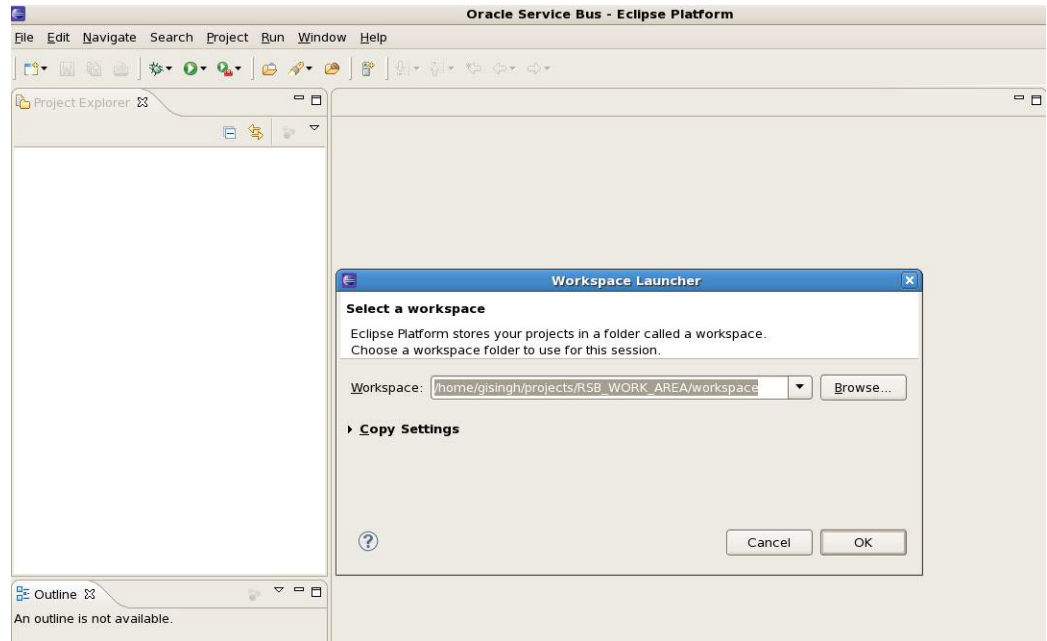 Oracle Service Bus - Eclipse Platform
File Edit Navigate Search Project Run Window Help
Project Explorer
Workspace Launcher
Select a workspace
Eclipse Platform stores your projects in a folder called a workspace.
Choose a workspace folder to use for this session.
Workspace: /home/gisingh/projects/RSB_WORK_AREA/workspace Browse...
Copy Settings
Cancel OK
Outline
An outline is not available.